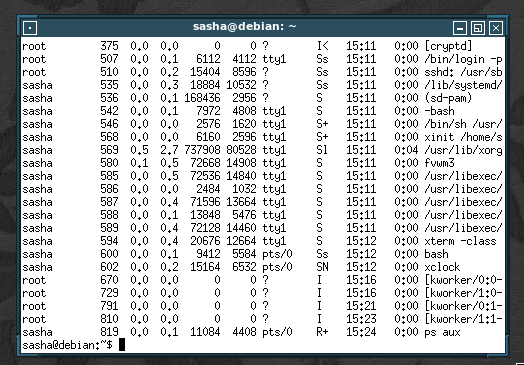 sasha@debian: ~
root 375 0.0 0.0 0 0 ? I< 15:11 0:00 [cryptd]
root 507 0.0 0.1 6112 4112 tty1 Ss 15:11 0:00 /bin/login -p
root 510 0.0 0.2 15404 8596 ? Ss 15:11 0:00 sshd: /usr/sb
sasha 535 0.0 0.3 18884 10532 ? Ss 15:11 0:00 /lib/systemd/
sasha 536 0.0 0.1 168436 2956 ? S 15:11 0:00 (sd-pam)
sasha 542 0.0 0.1 7972 4808 tty1 S 15:11 0:00 -bash
sasha 546 0.0 0.0 2576 1620 tty1 S+ 15:11 0:00 /bin/sh /usr/
sasha 568 0.0 0.0 6160 2596 tty1 S+ 15:11 0:00 xinit /home/s
sasha 569 0.5 2.7 737908 80528 tty1 Sl 15:11 0:04 /usr/lib/xorg
sasha 580 0.1 0.5 72668 14908 tty1 S 15:11 0:00 fvwm3
sasha 585 0.0 0.5 72536 14840 tty1 S 15:11 0:00 /usr/libexec/
sasha 586 0.0 0.0 2484 1032 tty1 S 15:11 0:00 /usr/libexec/
sasha 587 0.0 0.4 71596 13664 tty1 S 15:11 0:00 /usr/libexec/
sasha 588 0.0 0.1 13848 5476 tty1 S 15:11 0:00 /usr/libexec/
sasha 589 0.0 0.4 72128 14460 tty1 S 15:11 0:00 /usr/libexec/
sasha 594 0.0 0.4 20676 12664 tty1 S 15:12 0:00 xterm -class
sasha 600 0.0 0.1 9412 5584 pts/0 Ss 15:12 0:00 bash
sasha 602 0.0 0.2 15164 6532 pts/0 SN 15:12 0:00 xclock
root 670 0.0 0.0 0 0 ? I 15:16 0:00 [kworker/0:0-
root 729 0.0 0.0 0 0 ? I 15:16 0:00 [kworker/1:0-
root 791 0.0 0.0 0 0 ? I 15:21 0:00 [kworker/0:1-
root 810 0.0 0.0 0 0 ? I 15:23 0:00 [kworker/1:1-
sasha 819 0.0 0.1 11084 4408 pts/0 R+ 15:24 0:00 ps aux
sasha@debian:~$